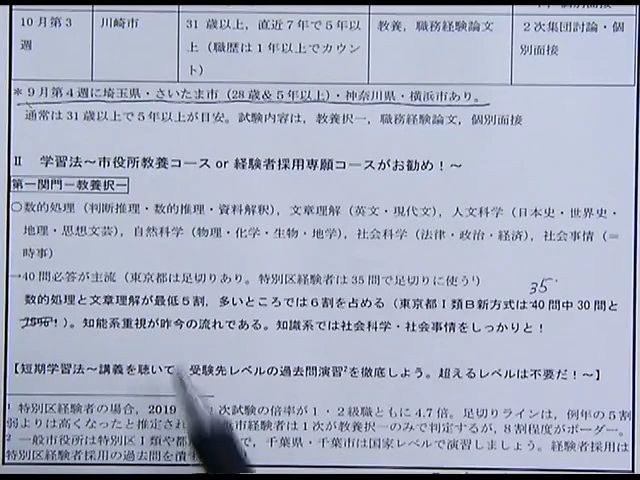 ・個別面接
10月第3週
川崎市
31歳以上，直近7年で5年以上（職歴は1年以上でカウント）
教養，職務経験論文
2次集団討論・個別面接
＊9月第4週に埼玉県・さいたま市（28歳＆5年以上）・神奈川県・横浜市あり。
通常は31歳以上で5年以上が目安。試験内容は，教養択一，職務経験論文，個別面接
Ⅱ 学習法～市役所教養コース or 経験者採用専願コースがお勧め！～
第一関門－教養択一
○数的処理（判断推理・数的推理・資料解釈），文章理解（英文・現代文），人文科学（日本史・世界史・
地理・思想文芸），自然科学（物理・化学・生物・地学），社会科学（法律・政治・経済），社会事情（＝
時事）
→40問必答が主流（東京都は足切りあり。特別区経験者は35問で足切りに使う¹）
35
数的処理と文章理解が最低5割，多いところでは6割を占める（東京都Ⅰ類B新方式は40問中30問と
75%！）。知能系重視が昨今の流れである。知識系では社会科学・社会事情をしっかりと！
【短期学習法～講義を聴いて，受験先レベルの過去問演習²を徹底しよう。超えるレベルは不要だ！～】
¹ 特別区経験者の場合，2019 次試験の倍率が1・2級職ともに4.7倍。足切りラインは，例年の5割
弱よりは高くなったと推定され 市経験者は1次が教養択一のみで判定するが，8割程度がボーダー。
² 一般市役所は特別区Ⅰ類や都 で，千葉県・千葉市は国家レベルで演習しましょう。経験者採用は
特別区経験者採用の過去問を潰